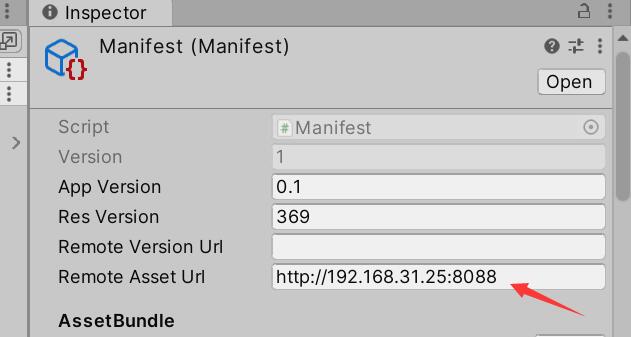 Inspector
Manifest (Manifest)
Open
Script
# Manifest
Version
1
App Version
0.1
Res Version
369
Remote Version Url
Remote Asset Url
http://192.168.31.25:8088
AssetBundle